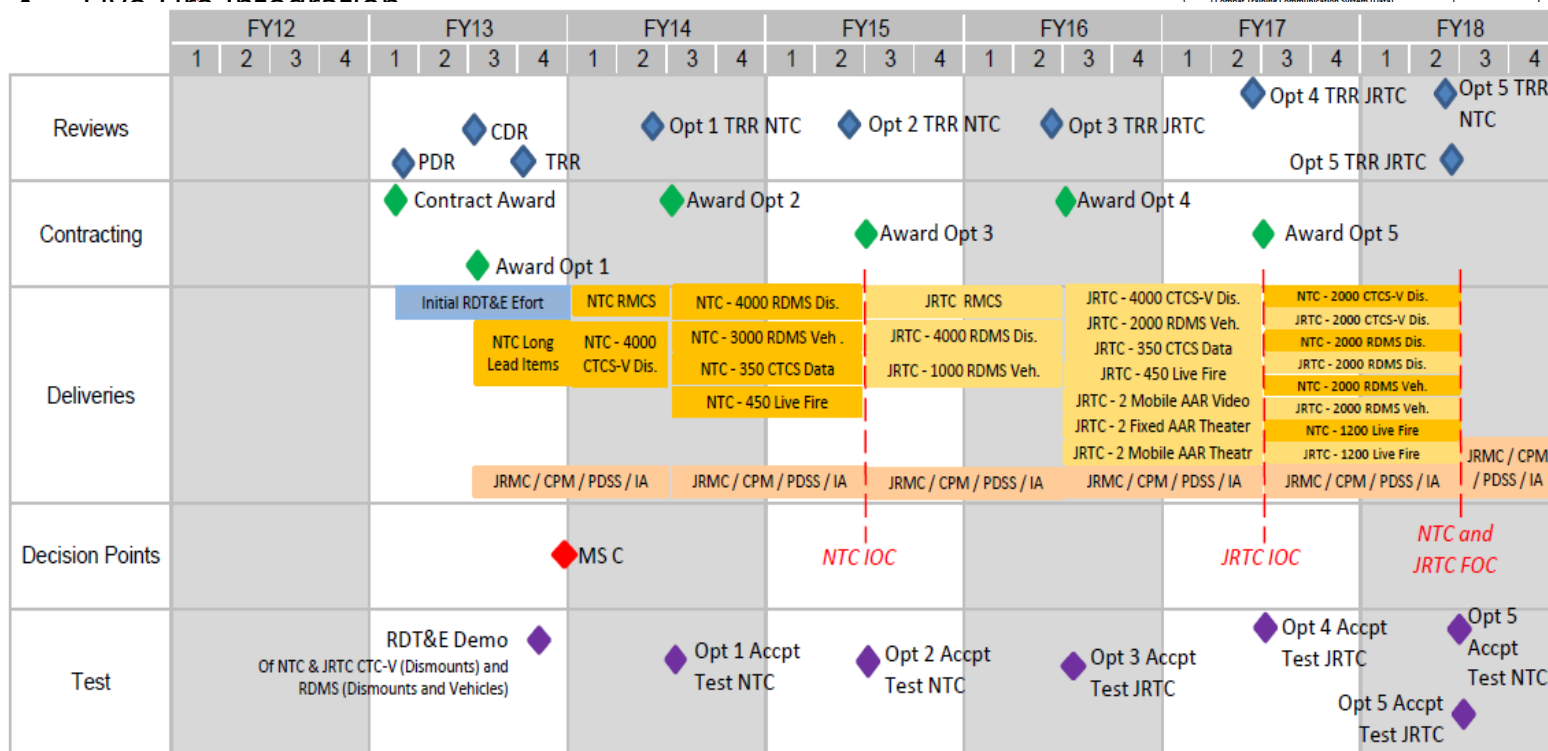 Live Fire Integration
(Combat Training Communication System (Data)
FY12 FY13 FY14 FY15 FY16 FY17 FY18
1 2 3 4 1 2 3 4 1 2 3 4 1 2 3 4 1 2 3 4 1 2 3 4 1 2 3 4
Reviews
Opt 4 TRR JRTC
Opt 5 TRR
NTC
CDR
Opt 1 TRR NTC
Opt 2 TRR NTC
Opt 3 TRR JRTC
PDR
TRR
Opt 5 TRR JRTC
Contracting
Contract Award
Award Opt 2
Award Opt 4
Award Opt 3
Award Opt 5
Award Opt 1
Deliveries
Initial RDT&E Efort
NTC Long
Lead Items
NTC RMCS
NTC - 4000
CTCS-V Dis.
NTC - 4000 RDMS Dis.
NTC - 3000 RDMS Veh .
NTC - 350 CTCS Data
NTC - 450 Live Fire
JRTC RMCS
JRTC - 4000 RDMS Dis.
JRTC - 1000 RDMS Veh.
JRTC - 4000 CTCS-V Dis.
JRTC - 2000 RDMS Veh.
JRTC - 350 CTCS Data
JRTC - 450 Live Fire
JRTC - 2 Mobile AAR Video
JRTC - 2 Fixed AAR Theater
JRTC - 2 Mobile AAR Theatr
NTC - 2000 CTCS-V Dis.
JRTC - 2000 CTCS-V Dis.
NTC - 2000 RDMS Dis.
JRTC - 2000 RDMS Dis.
NTC - 2000 RDMS Veh.
JRTC - 2000 RDMS Veh.
NTC - 1200 Live Fire
JRTC - 1200 Live Fire
JRMC / CPM / PDSS / IA
JRMC / CPM / PDSS / IA
JRMC / CPM / PDSS / IA
JRMC / CPM / PDSS / IA
JRMC / CPM / PDSS / IA
JRMC / CPM
/ PDSS / IA
Decision Points
MS C
NTC IOC
JRTC IOC
NTC and
JRTC FOC
Test
RDT&E Demo
Of NTC & JRTC CTC-V (Dismounts) and
RDMS (Dismounts and Vehicles)
Opt 1 Accpt
Test NTC
Opt 2 Accpt
Test NTC
Opt 3 Accpt
Test JRTC
Opt 4 Accpt
Test JRTC
Opt 5
Accpt
Test NTC
Opt 5 Accpt
Test JRTC